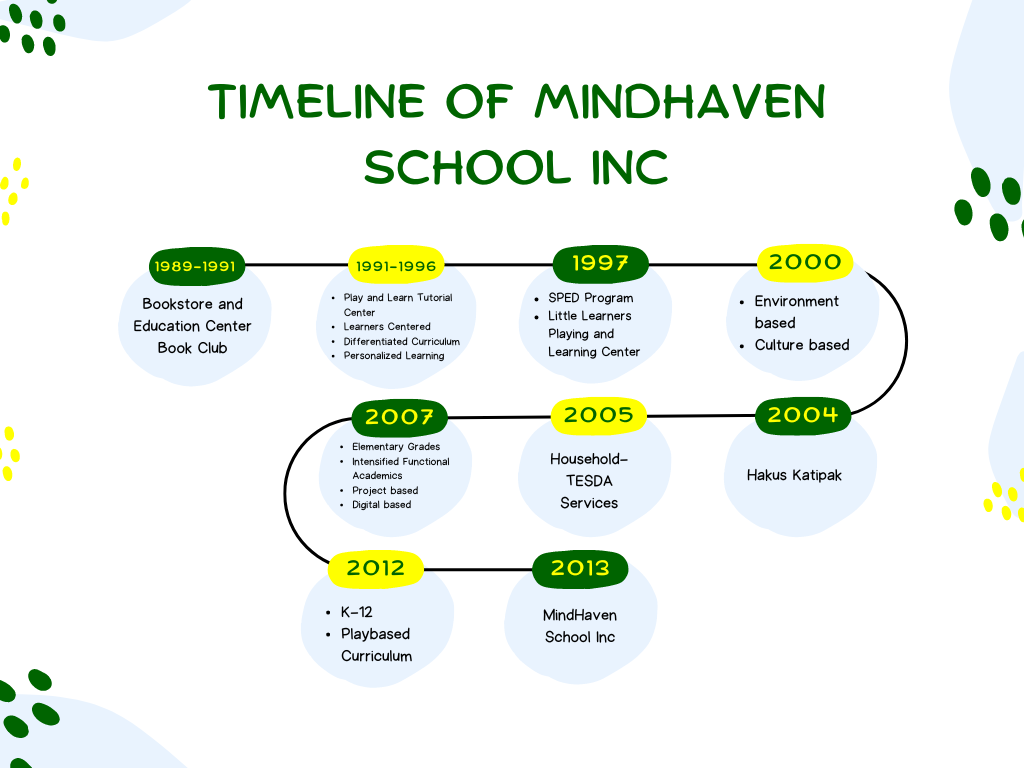 TIMELINE OF MINDHAVEN
SCHOOL INC
1989-1991
Bookstore and
Education Center
Book Club
1991-1996
• Play and Learn Tutorial
Center
• Learners Centered
• Differentiated Curriculum
• Personalized Learning
1997
• SPED Program
• Little Learners
Playing and
Learning Center
2000
• Environment
based
• Culture based
2004
Hakus Katipak
2005
Household-
TESDA
Services
2007
• Elementary Grades
• Intensified Functional
Academics
• Project based
• Digital based
2012
• K-12
• Playbased
Curriculum
2013
MindHaven
School Inc